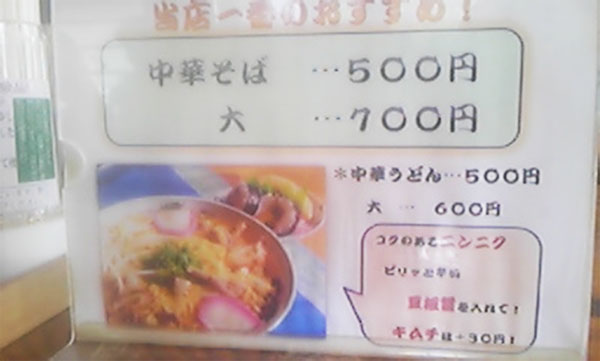 当店一番のおすすめ！
中華そば …５００円
大 …７００円
＊中華うどん…５００円
大 … ６００円
コクのあるニンニク
ピリッと辛い
豆板醤を入れて！
キムチは＋３０円！